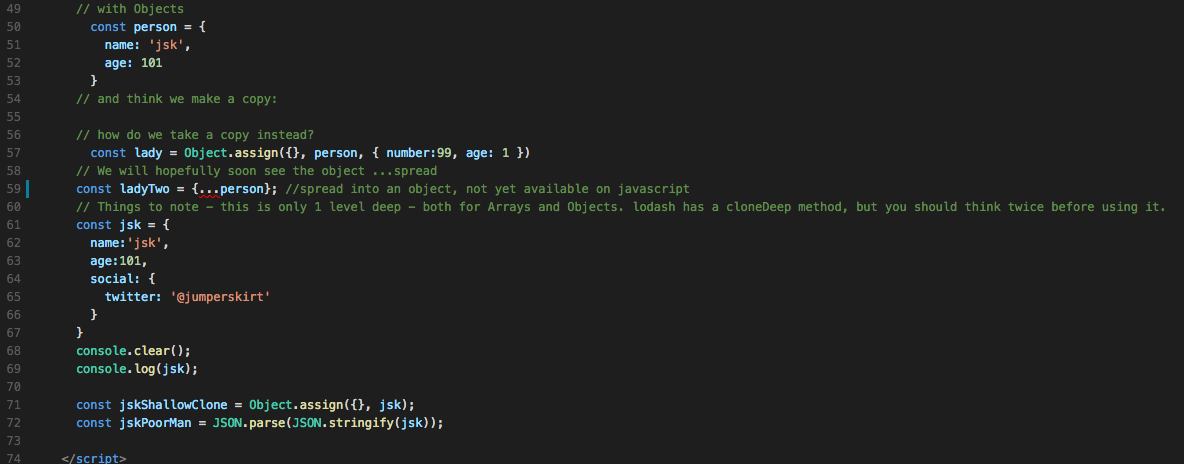 49 // with Objects
50 const person = {
51 name: 'jsk',
52 age: 101
53 }
54 // and think we make a copy:
55
56 // how do we take a copy instead?
57 const lady = Object.assign({}, person, { number:99, age: 1 })
58 // We will hopefully soon see the object ...spread
59 const ladyTwo = {...person}; //spread into an object, not yet available on javascript
60 // Things to note - this is only 1 level deep - both for Arrays and Objects. lodash has a cloneDeep method, but you should think twice before using it.
61 const jsk = {
62 name:'jsk',
63 age:101,
64 social: {
65 twitter: '@jumperskirt'
66 }
67 }
68 console.clear();
69 console.log(jsk);
70
71 const jskShallowClone = Object.assign({}, jsk);
72 const jskPoorMan = JSON.parse(JSON.stringify(jsk));
73
74 </script>